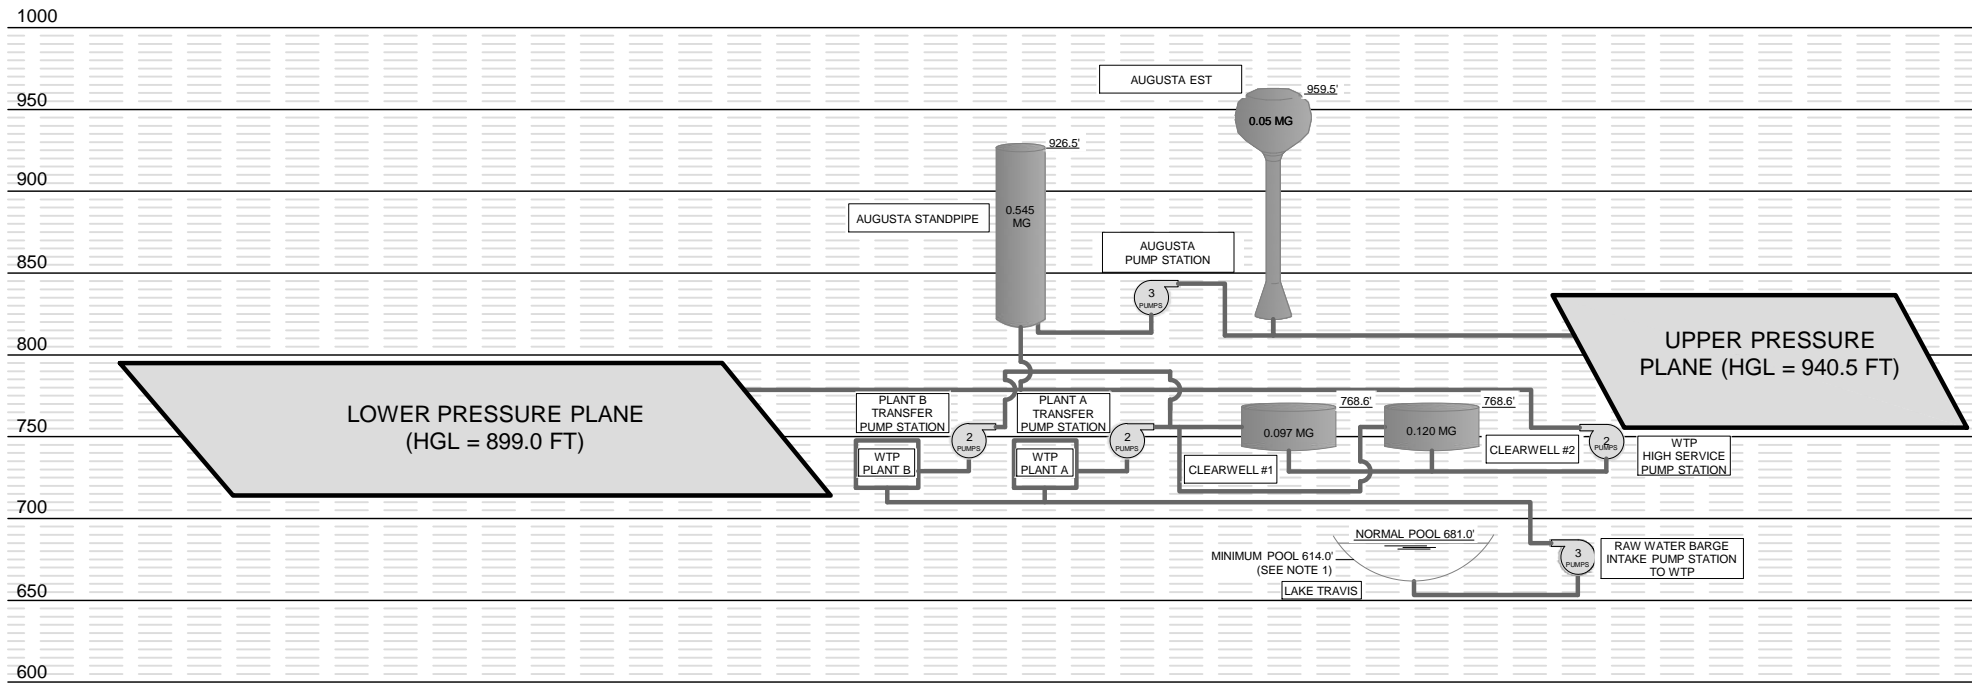 1000
950
900
850
800
750
700
650
600
AUGUSTA EST
959.5'
0.05 MG
926.5'
AUGUSTA STANDPIPE
0.545
MG
AUGUSTA
PUMP STATION
3
PUMPS
UPPER PRESSURE
PLANE (HGL = 940.5 FT)
LOWER PRESSURE PLANE
(HGL = 899.0 FT)
PLANT B
TRANSFER
PUMP STATION
2
PUMPS
WTP
PLANT B
PLANT A
TRANSFER
PUMP STATION
2
PUMPS
WTP
PLANT A
768.6'
0.097 MG
CLEARWELL #1
768.6'
0.120 MG
CLEARWELL #2
2
PUMPS
WTP
HIGH SERVICE
PUMP STATION
NORMAL POOL 681.0'
MINIMUM POOL 614.0'
(SEE NOTE 1)
LAKE TRAVIS
3
PUMPS
RAW WATER BARGE
INTAKE PUMP STATION
TO WTP